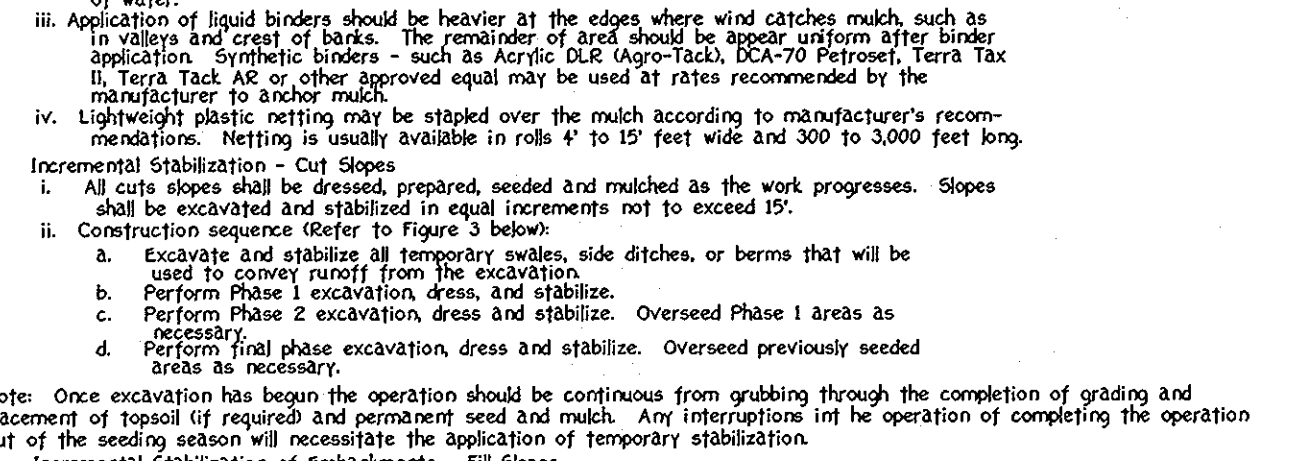 of water.
iii. Application of liquid binders should be heavier at the edges where wind catches mulch, such as
in valleys and crest of banks. The remainder of area should be appear uniform after binder
application Synthetic binders - such as Acrylic DLR (Agro-Tack), DCA-70 Petroset, Terra Tax
II, Terra Tack AR or other approved equal may be used at rates recommended by the
manufacturer to anchor mulch.
iv. Lightweight plastic netting may be stapled over the mulch according to manufacturer's recom-
mendations. Netting is usually available in rolls 4' to 15' feet wide and 300 to 3,000 feet long.
Incremental Stabilization - Cut Slopes
i. All cuts slopes shall be dressed, prepared, seeded and mulched as the work progresses. Slopes
shall be excavated and stabilized in equal increments not to exceed 15'.
ii. Construction sequence (Refer to Figure 3 below):
a. Excavate and stabilize all temporary swales, side ditches, or berms that will be
used to convey runoff from the excavation.
b. Perform Phase 1 excavation, dress, and stabilize.
c. Perform Phase 2 excavation, dress and stabilize. Overseed Phase 1 areas as
necessary.
d. Perform final phase excavation, dress and stabilize. Overseed previously seeded
areas as necessary.
ote: Once excavation has begun the operation should be continuous from grubbing through the completion of grading and
acement of topsoil (if required) and permanent seed and mulch. Any interruptions int he operation of completing the operation
ut of the seeding season will necessitate the application of temporary stabilization.
Incremental Stabilization of Embackments - Fill Slopes